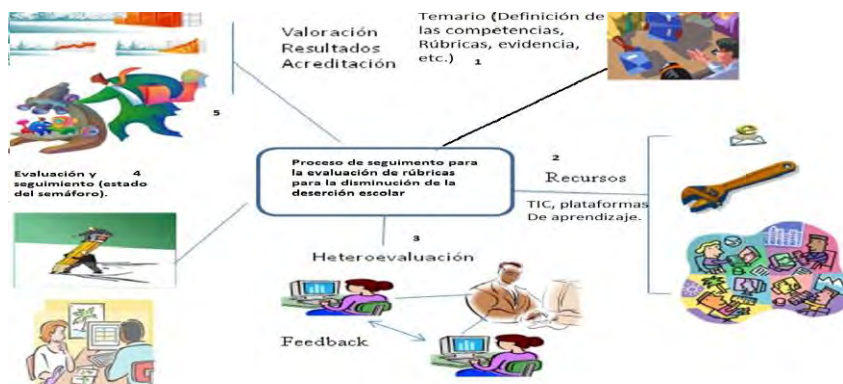 Valoración
Resultados
Acreditación
Temario (Definición de
las competencias,
Rúbricas, evidencia,
etc.)
1
5
Evaluación y 4
seguimiento (estado
del semáforo).
Proceso de seguimento para
la evaluación de rúbricas
para la disminución de la
deserción escolar
2
Recursos
TIC, plataformas
De aprendizaje.
3
Heteroevaluación
Feedback